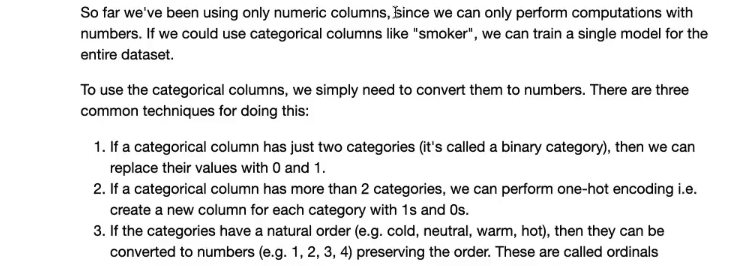 So far we've been using only numeric columns, since we can only perform computations with
numbers. If we could use categorical columns like "smoker", we can train a single model for the
entire dataset.
To use the categorical columns, we simply need to convert them to numbers. There are three
common techniques for doing this:
1. If a categorical column has just two categories (it's called a binary category), then we can
replace their values with 0 and 1.
2. If a categorical column has more than 2 categories, we can perform one-hot encoding i.e.
create a new column for each category with 1s and 0s.
3. If the categories have a natural order (e.g. cold, neutral, warm, hot), then they can be
converted to numbers (e.g. 1, 2, 3, 4) preserving the order. These are called ordinals